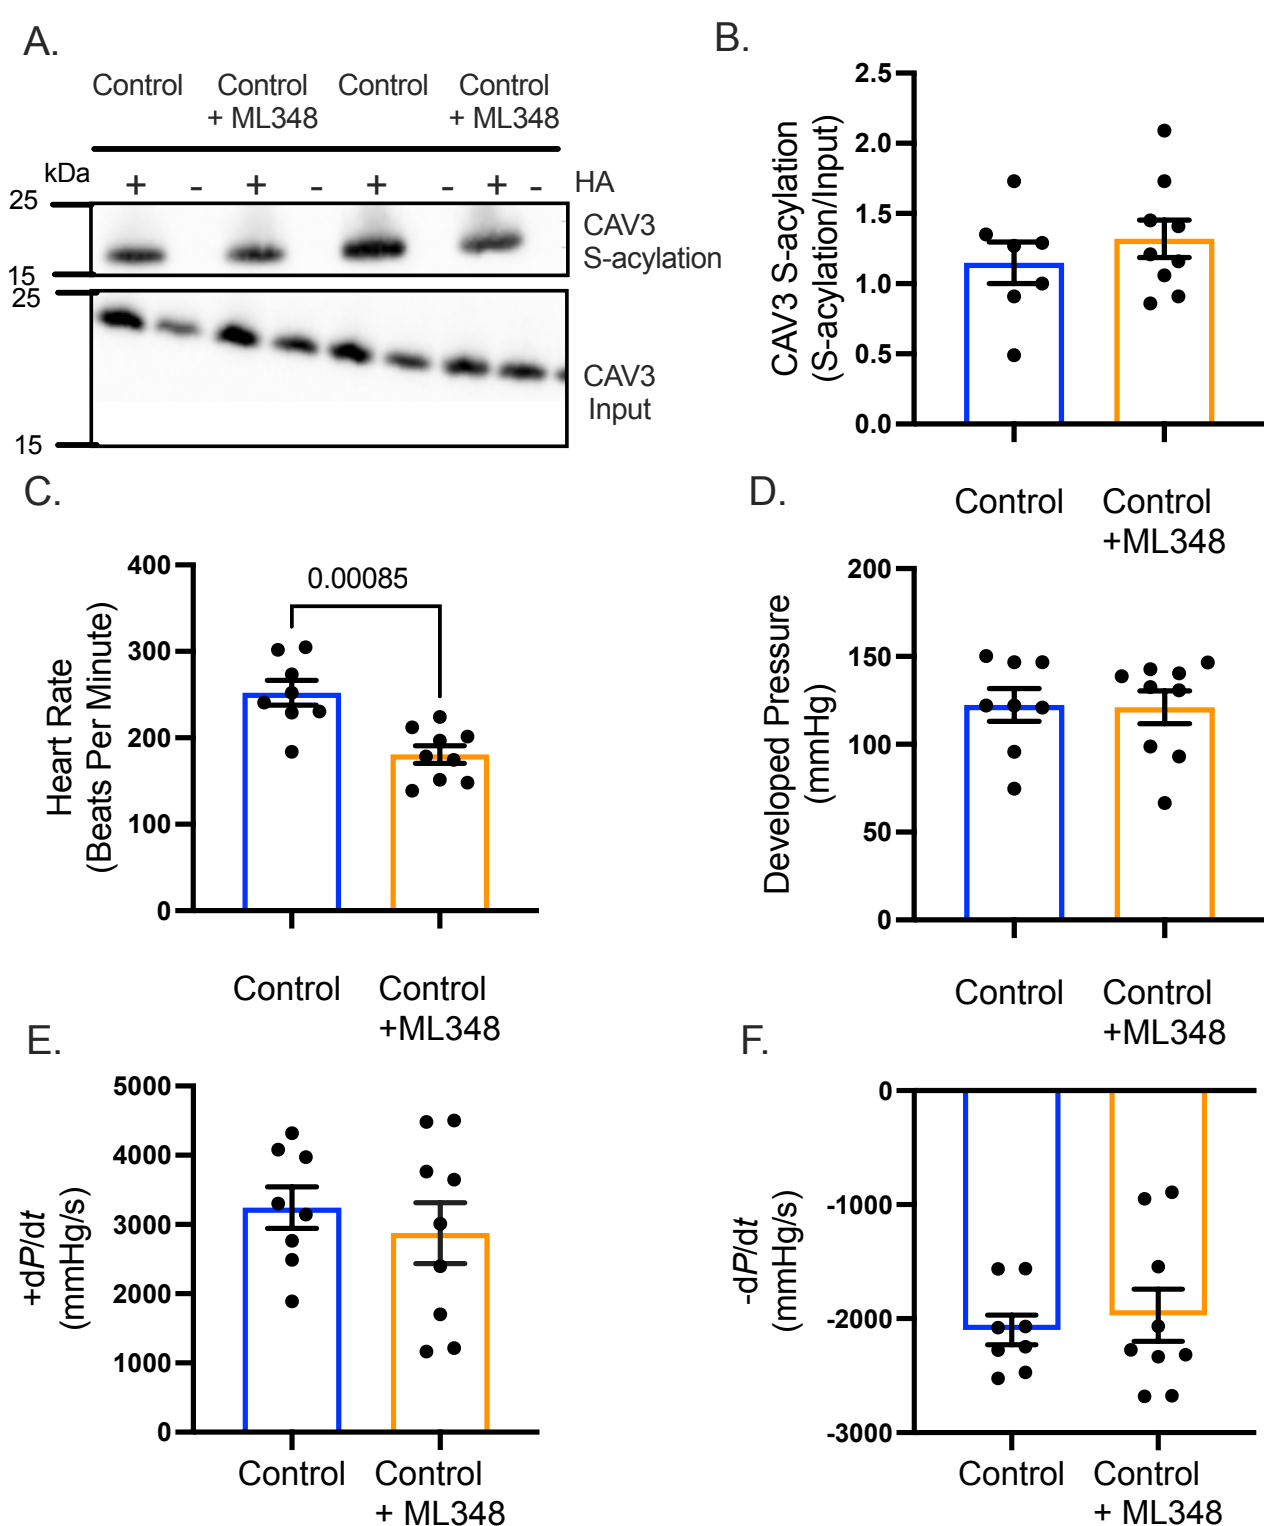 A.
Control Control + ML348 Control Control + ML348
kDa
+ - + - + - + - HA
25
CAV3
S-acylation
15
25
CAV3
Input
15
B.
CAV3 S-acylation
(S-acylation/Input)
2.5
2.0
1.5
1.0
0.5
0.0
Control Control
+ML348
C.
Heart Rate
(Beats Per Minute)
400
300
200
100
0
0.00085
Control Control
+ML348
D.
Developed Pressure
(mmHg)
200
150
100
50
0
Control Control
+ML348
E.
+dP/dt
(mmHg/s)
5000
4000
3000
2000
1000
0
Control Control
+ ML348
F.
-dP/dt
(mmHg/s)
0
-1000
-2000
-3000
Control Control
+ ML348